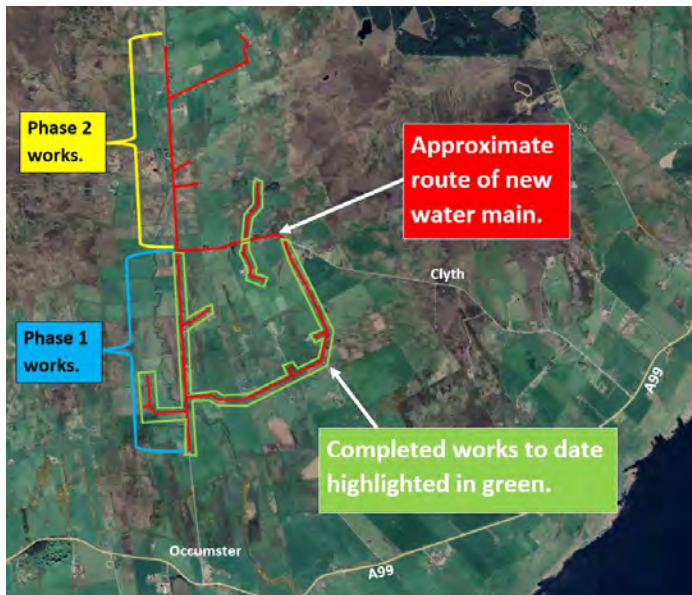 Phase 2
works.
Approximate
route of new
water main.
Clyth
Phase 1
works.
A99
Completed works to date
highlighted in green.
Occumster
A99